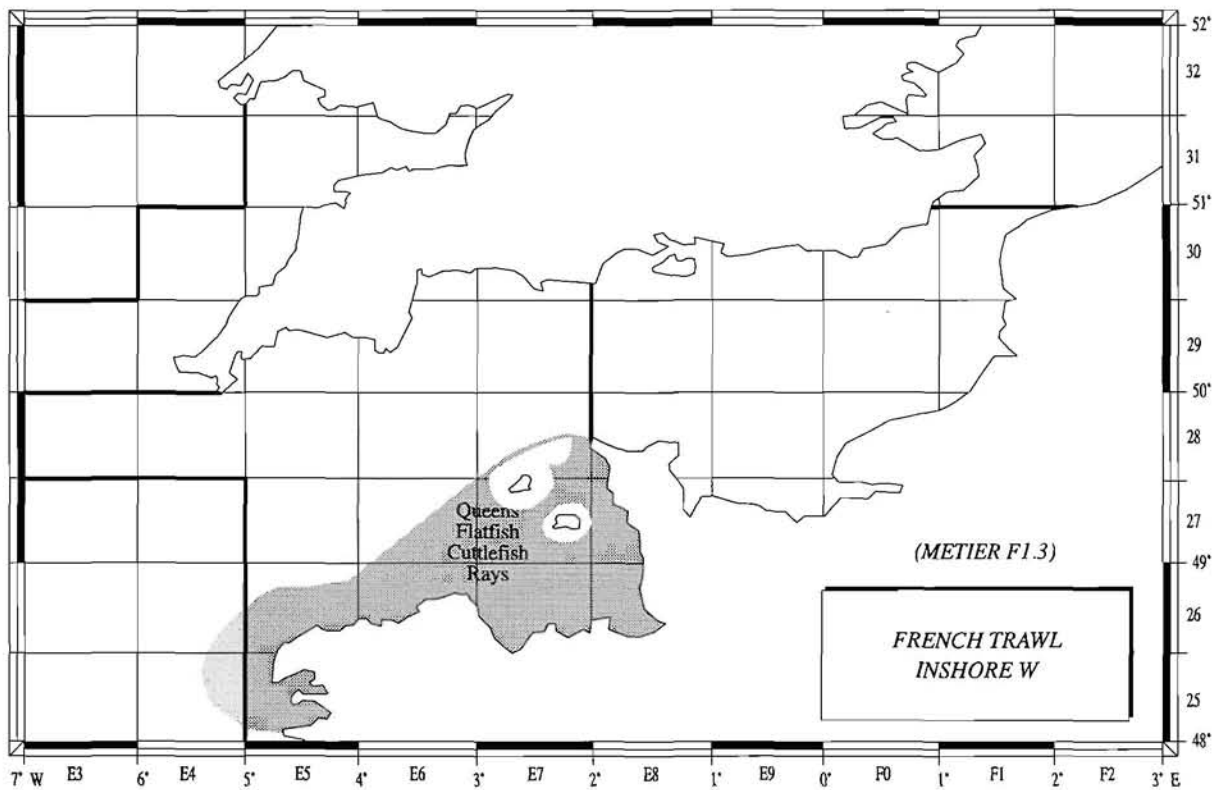 52°
32
31
51°
30
29
50°
28
Queens
Flatfish
Cuttlefish
Rays
27
(METIER F1.3)
49°
26
FRENCH TRAWL
INSHORE W
25
48°
7° W E3 6° E4 5° E5 4° E6 3° E7 2° E8 1° E9 0° F0 1° F1 2° F2 3° E